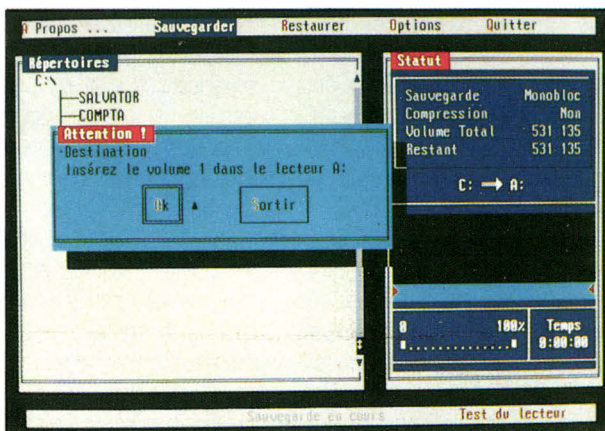 A Propos ... Sauvegarder Restaurer Options Quitter
Répertoires
C:\
SALVATOR
COMPTA
Attention !
Destination
Insérez le volume 1 dans le lecteur A:
Ok Sortir
Statut
Sauvegarde Monobloc
Compression Non
Volume Total 531 135
Restant 531 135
C: → A:
0 100% Temps
0:00:00
Sauvegarde en cours Test du lecteur